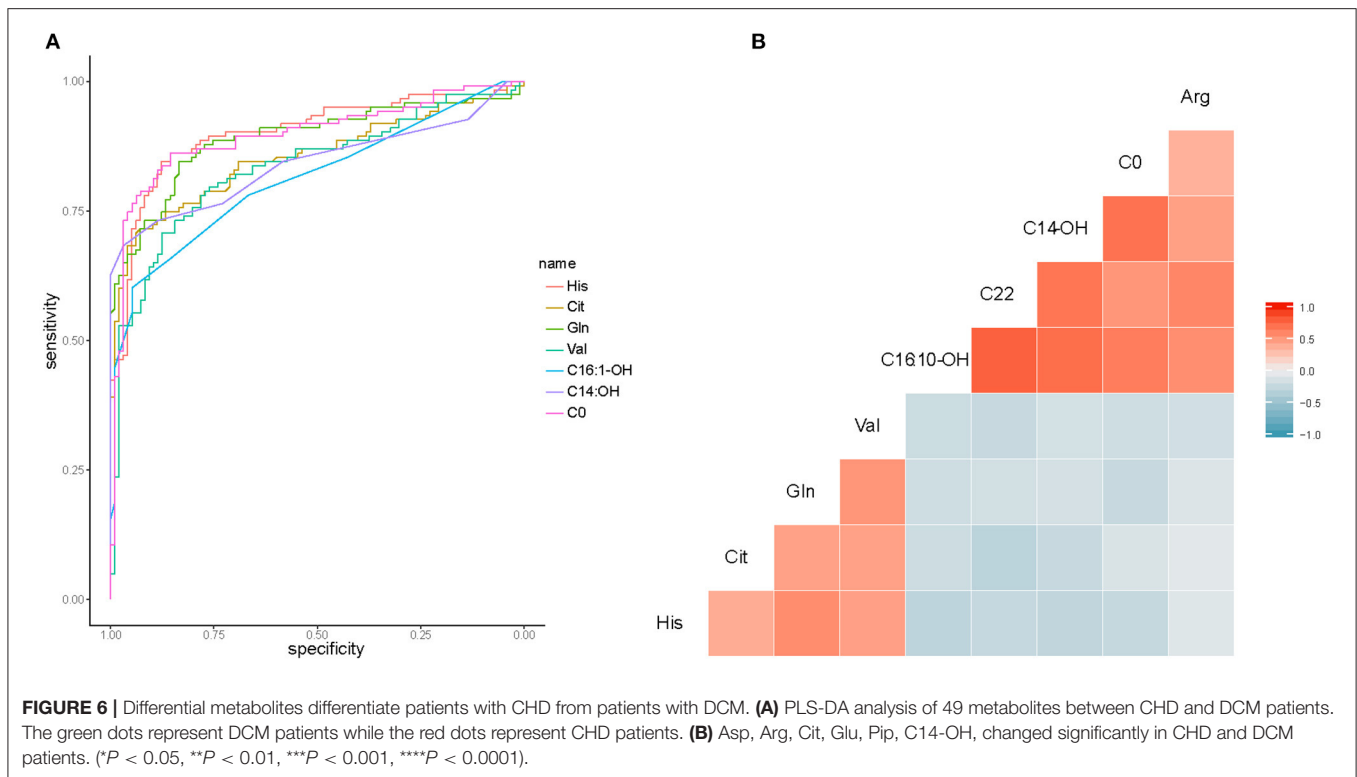 A
B
1.00
0.75
0.50
0.25
0.00
sensitivity
1.00
0.75
0.50
0.25
0.00
specificity
name
His
Cit
Gln
Val
C16:1-OH
C14:OH
C0
Arg
C0
C14-OH
C22
C1610-OH
Val
Gln
Cit
His
1.0
0.5
0.0
−0.5
−1.0
FIGURE 6 | Differential metabolites differentiate patients with CHD from patients with DCM. (A) PLS-DA analysis of 49 metabolites between CHD and DCM patients.
The green dots represent DCM patients while the red dots represent CHD patients. (B) Asp, Arg, Cit, Glu, Pip, C14-OH, changed significantly in CHD and DCM
patients. (*P < 0.05, **P < 0.01, ***P < 0.001, ****P < 0.0001).